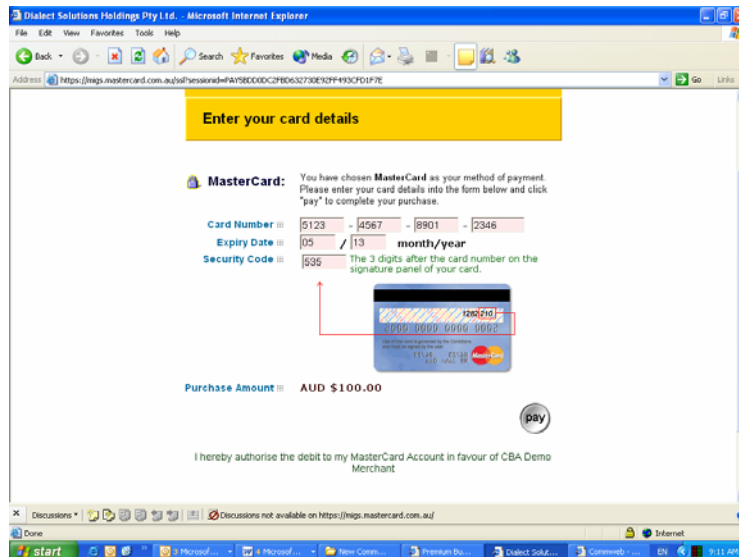 Dialect Solutions Holdings Pty Ltd. - Microsoft Internet Explorer
File Edit View Favorites Tools Help
Back Search Favorites Media
Address https://migs.mastercard.com.au/ssl?sessionid=PAY5BDD0DC2FBD632730E92FF493CFD1F7E Go Links
Enter your card details
MasterCard: You have chosen MasterCard as your method of payment.
Please enter your card details into the form below and click
"pay" to complete your purchase.
Card Number 5123 - 4567 - 8901 - 2346
Expiry Date 05 / 13 month/year
Security Code 535 The 3 digits after the card number on the
signature panel of your card.
1282 210
2000 0000 0000 0002
MasterCard
Purchase Amount AUD $100.00
pay
I hereby authorise the debit to my MasterCard Account in favour of CBA Demo
Merchant
Discussions Discussions not available on https://migs.mastercard.com.au/
Done Internet
start 3 Microsof... 4 Microsof... New Comm... Premium Bu... Dialect Solut... Commweb - ... EN 9:11 AM